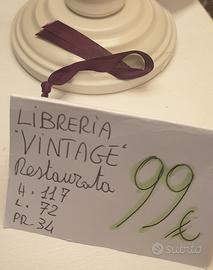 LIBRERIA
"VINTAGE"
Restaurata
H. 117
L. 72
PR. 34
99
€
subito